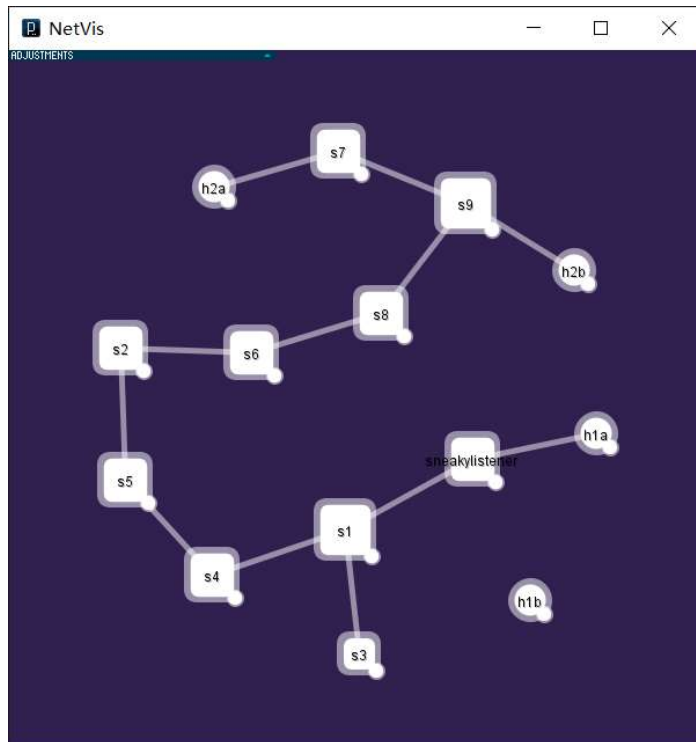 NetVis
ADJUSTMENTS
s7
h2a
s9
h2b
s8
s2
s6
h1a
sneakylistener
s5
s1
s4
h1b
s3